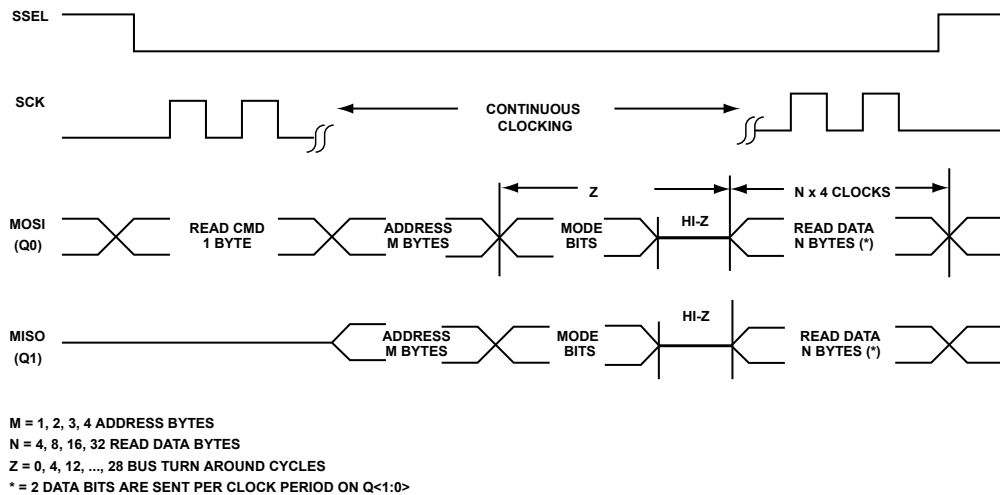 SSEL
SCK
CONTINUOUS
CLOCKING
Z
N x 4 CLOCKS
MOSI
(Q0)
READ CMD
1 BYTE
ADDRESS
M BYTES
MODE
BITS
HI-Z
READ DATA
N BYTES (*)
MISO
(Q1)
ADDRESS
M BYTES
MODE
BITS
HI-Z
READ DATA
N BYTES (*)
M = 1, 2, 3, 4 ADDRESS BYTES
N = 4, 8, 16, 32 READ DATA BYTES
Z = 0, 4, 12, ..., 28 BUS TURN AROUND CYCLES
* = 2 DATA BITS ARE SENT PER CLOCK PERIOD ON Q<1:0>